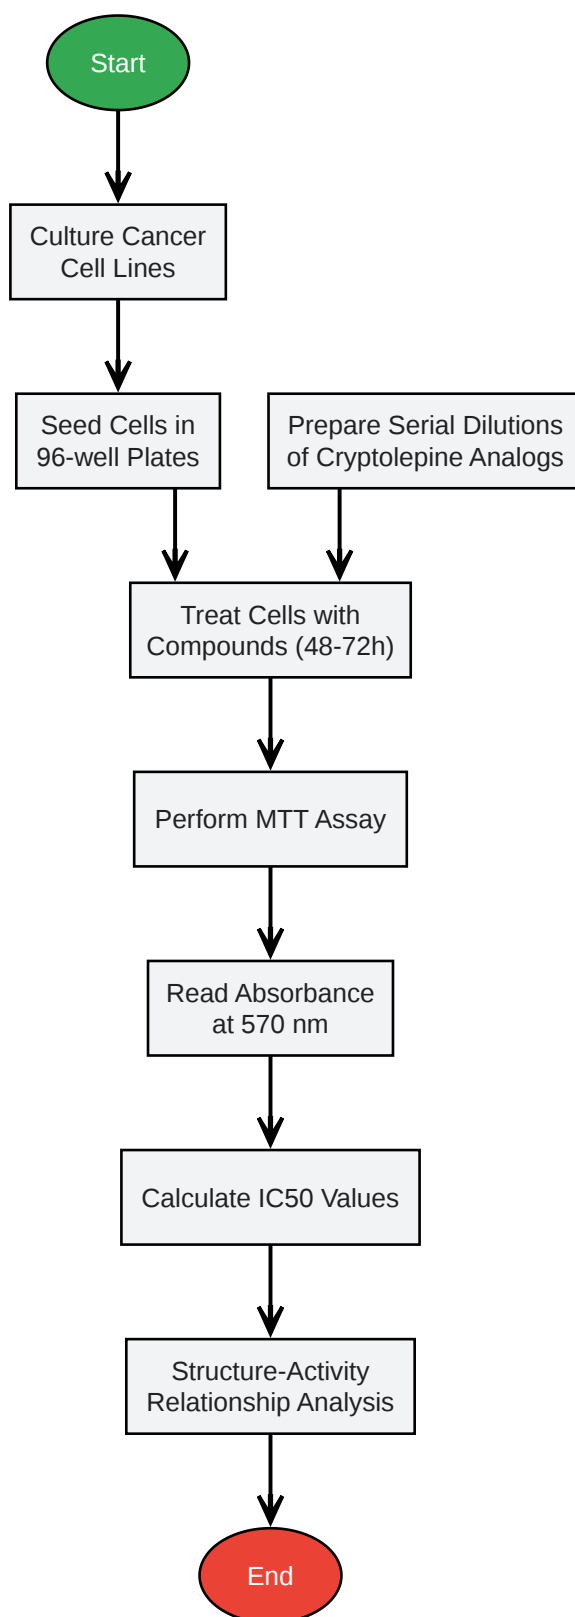 Start
Culture Cancer
Cell Lines
Seed Cells in
96-well Plates
Prepare Serial Dilutions
of Cryptolepine Analogs
Treat Cells with
Compounds (48-72h)
Perform MTT Assay
Read Absorbance
at 570 nm
Calculate IC50 Values
Structure-Activity
Relationship Analysis
End